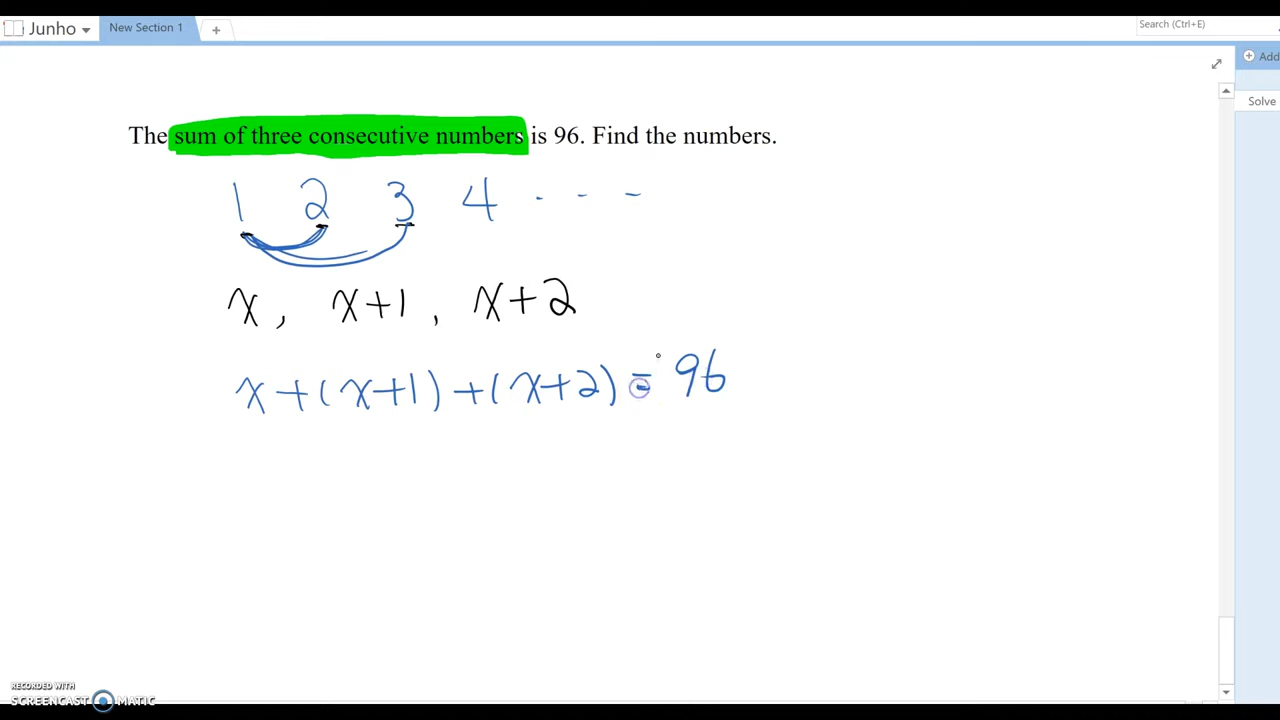 Junho
New Section 1
+
Search (Ctrl+E)
Add
Solve
The sum of three consecutive numbers is 96. Find the numbers.
1 2 3 4 . - -
x, x+1, x+2
x+(x+1)+(x+2) = 96
RECORDED WITH
SCREENCAST MATIC